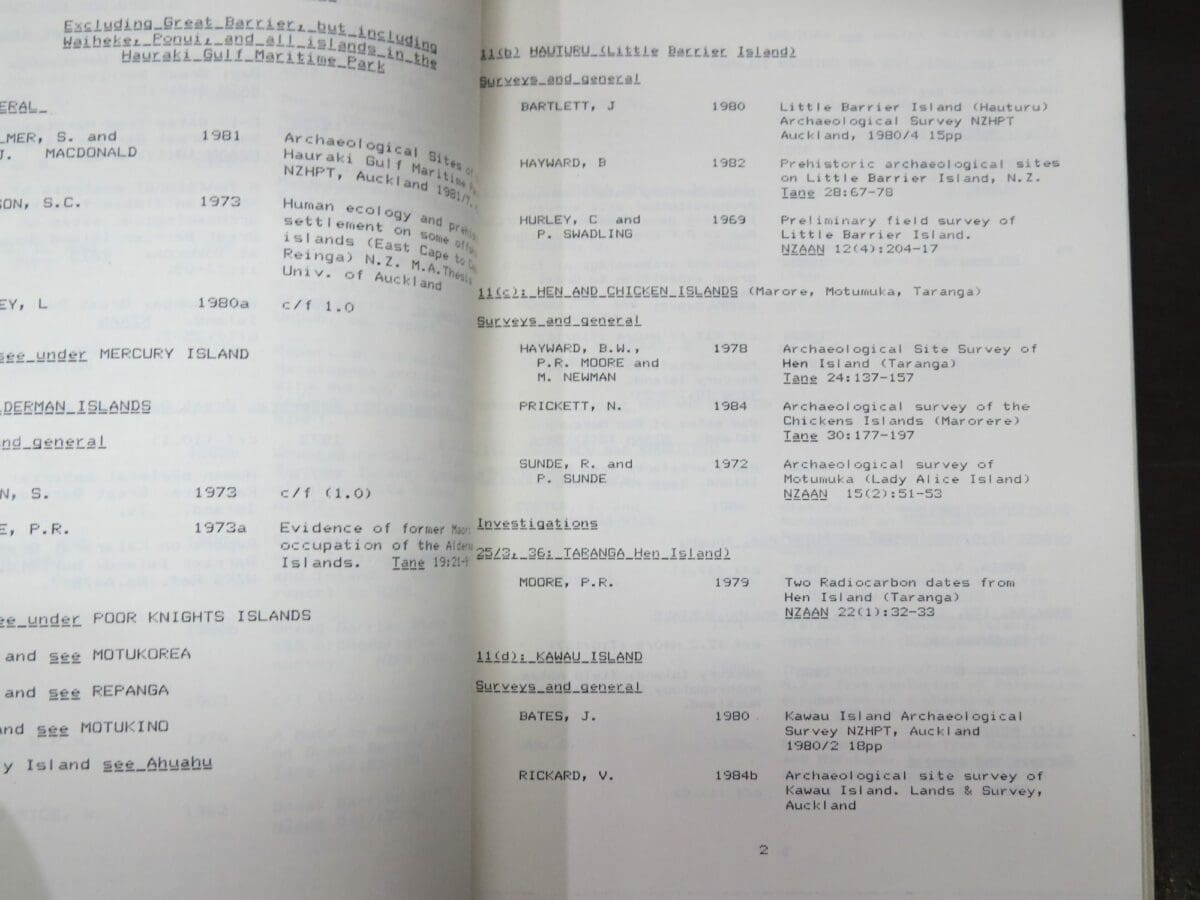 Excluding Great Barrier, but including
Waiheke, Ponui, and all islands in the
Hauraki Gulf Maritime Park
ERAL
LMER, S. and 1981 Archaeological Sites of
J. MACDONALD Hauraki Gulf Maritime
NZHPT, Auckland 1981/7.
SON, S.C. 1973 Human ecology and prehis
settlement on some offs
islands (East Cape to
Reinga) N.Z. M.A.Thesis
Univ. of Auckland
EY, L 1980a c/f 1.0
see under MERCURY ISLAND
LDERMAN ISLANDS
nd general
N, S. 1973 c/f (1.0)
E, P.R. 1973a Evidence of former Maori
occupation of the Alderm
Islands. Tane 19:21-
ee under POOR KNIGHTS ISLANDS
and see MOTUKOREA
and see REPANGA
and see MOTUKINO
y Island see Ahuahu
11(b) HAUTURU (Little Barrier Island)
Surveys and general
BARTLETT, J 1980 Little Barrier Island (Hauturu)
Archaeological Survey NZHPT
Auckland, 1980/4 15pp
HAYWARD, B 1982 Prehistoric archaeological sites
on Little Barrier Island, N.Z.
Tane 28:67-78
HURLEY, C and 1969 Preliminary field survey of
P. SWADLING Little Barrier Island.
NZAAN 12(4):204-17
11(c): HEN AND CHICKEN ISLANDS (Marore, Motumuka, Taranga)
Surveys and general
HAYWARD, B.W., 1978 Archaeological Site Survey of
P.R. MOORE and Hen Island (Taranga)
M. NEWMAN Tane 24:137-157
PRICKETT, N. 1984 Archaeological survey of the
Chickens Islands (Marorere)
Tane 30:177-197
SUNDE, R. and 1972 Archaeological survey of
P. SUNDE Motumuka (Lady Alice Island)
NZAAN 15(2):51-53
Investigations
25/3, 36: TARANGA Hen Island)
MOORE, P.R. 1979 Two Radiocarbon dates from
Hen Island (Taranga)
NZAAN 22(1):32-33
11(d): KAWAU ISLAND
Surveys and general
BATES, J. 1980 Kawau Island Archaeological
Survey NZHPT, Auckland
1980/2 18pp
RICKARD, V. 1984b Archaeological site survey of
Kawau Island. Lands & Survey,
Auckland
2